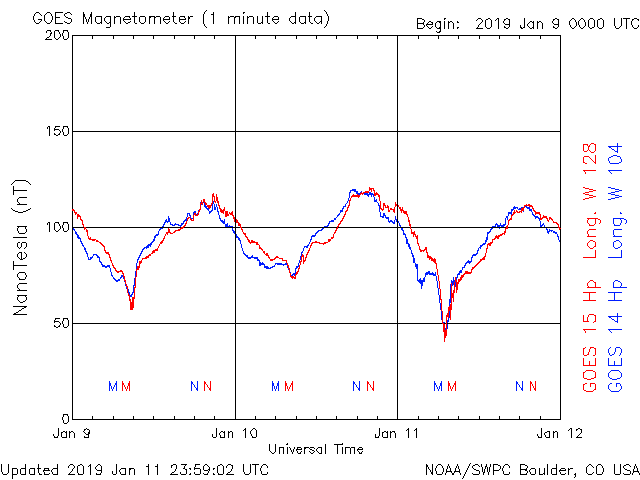 GOES Magnetometer (1 minute data)
Begin: 2019 Jan 9 0000 UTC
200
150
100
50
0
NanoTesla (nT)
M M N N M M N N M M N N
Jan 9 Jan 10 Jan 11 Jan 12
Universal Time
GOES 15 Hp Long. W 128
GOES 14 Hp Long. W 104
Updated 2019 Jan 11 23:59:02 UTC
NOAA/SWPC Boulder, CO USA